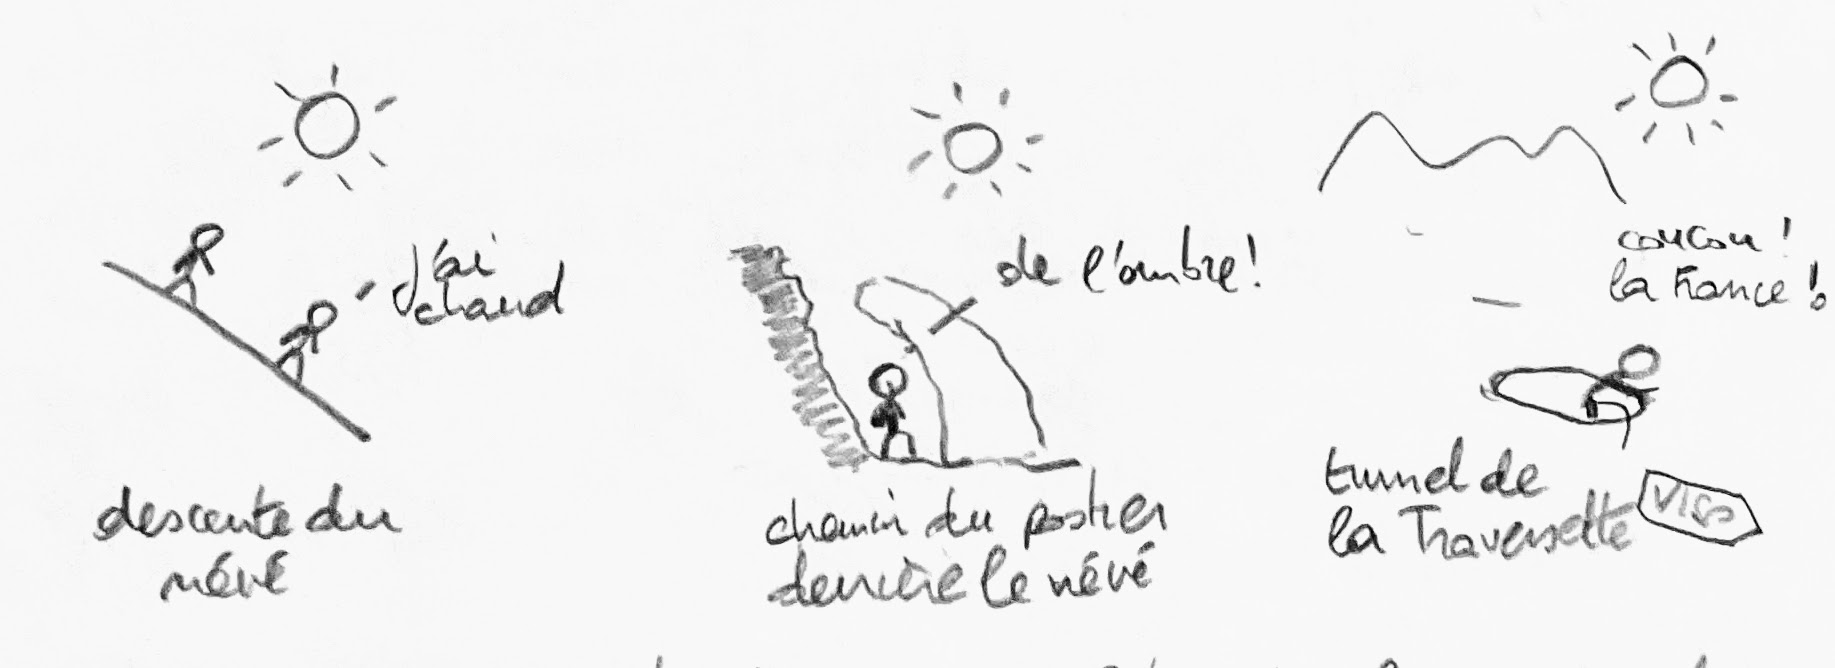 J'ai
chaud
descente du
névé
de l'ombre!
chemin du postier
derrière le névé
coucou!
la France!
tunnel de
la Traversette
VISO